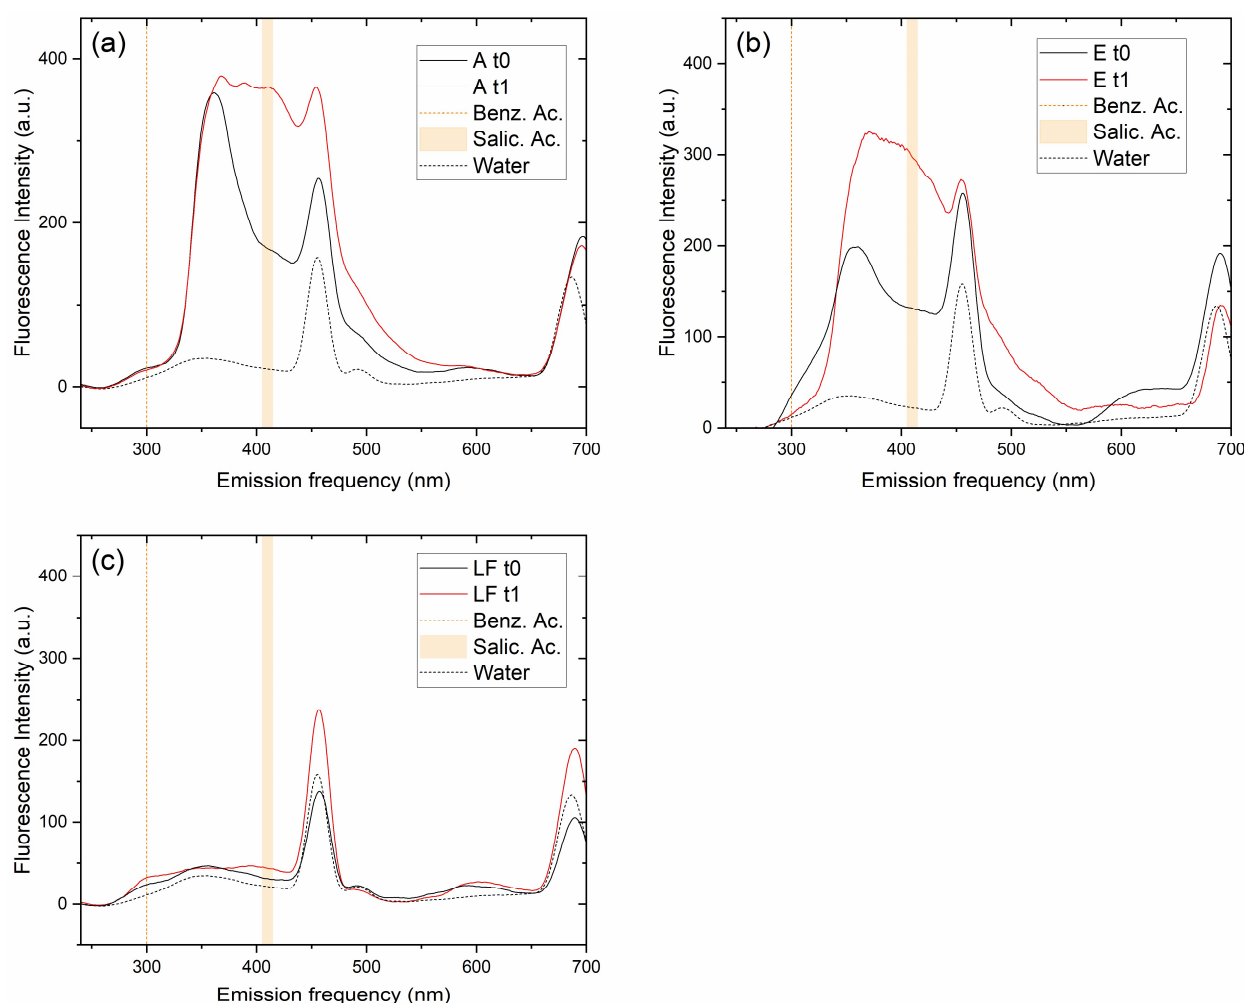 (a)
A t0
A t1
Benz. Ac.
Salic. Ac.
Water
400
200
0
Fluorescence Intensity (a.u.)
300
400
500
600
700
Emission frequency (nm)
(b)
E t0
E t1
Benz. Ac.
Salic. Ac.
Water
400
300
200
100
0
Fluorescence Intensity (a.u.)
300
400
500
600
700
Emission frequency (nm)
(c)
LF t0
LF t1
Benz. Ac.
Salic. Ac.
Water
400
300
200
100
0
Fluorescence Intensity (a.u.)
300
400
500
600
700
Emission frequency (nm)